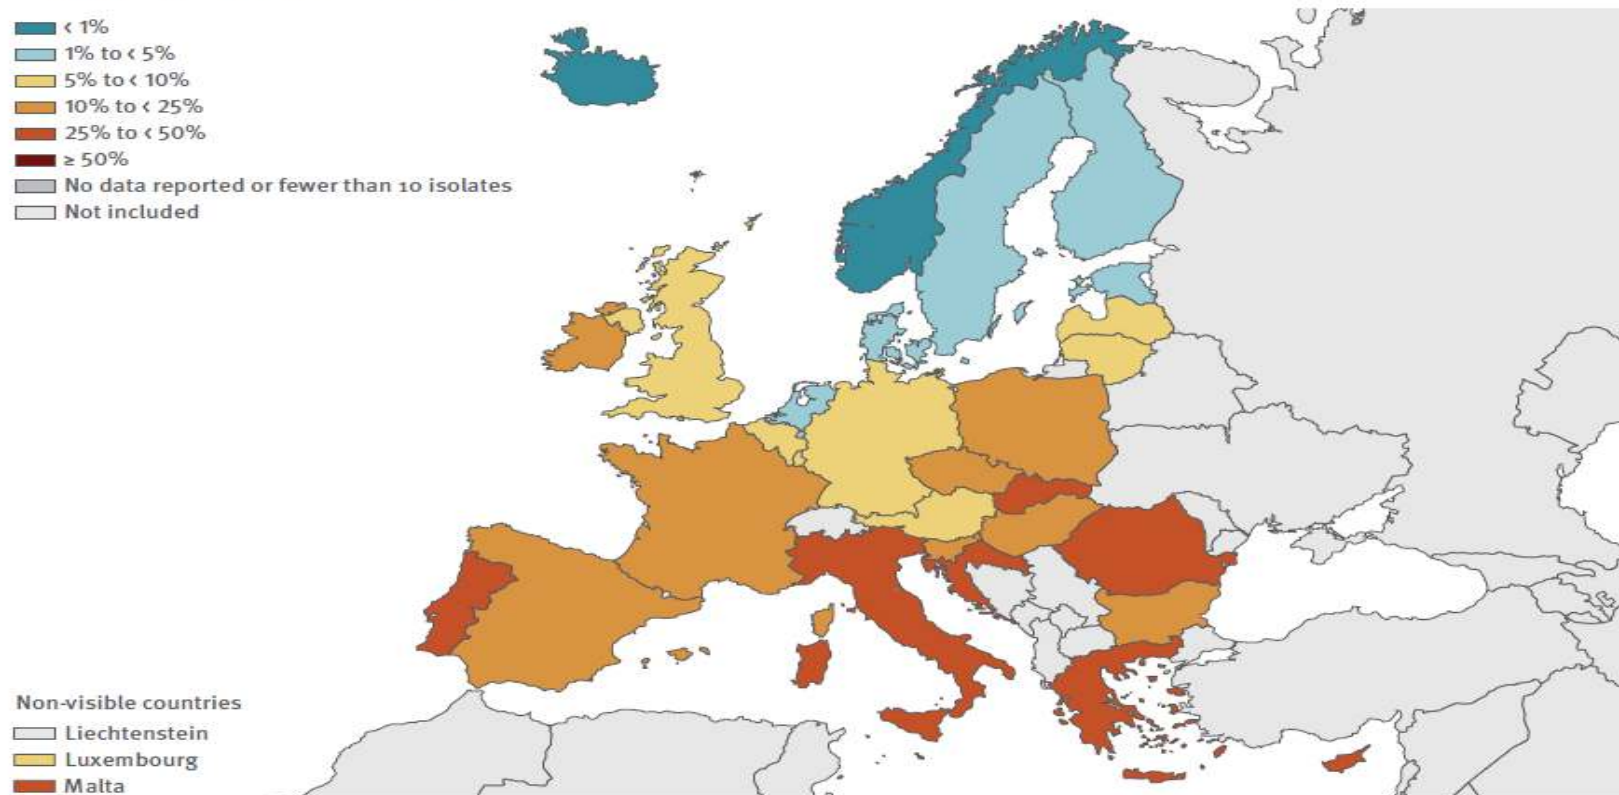 < 1%
1% to < 5%
5% to < 10%
10% to < 25%
25% to < 50%
≥ 50%
No data reported or fewer than 10 isolates
Not included
Non-visible countries
Liechtenstein
Luxembourg
Malta